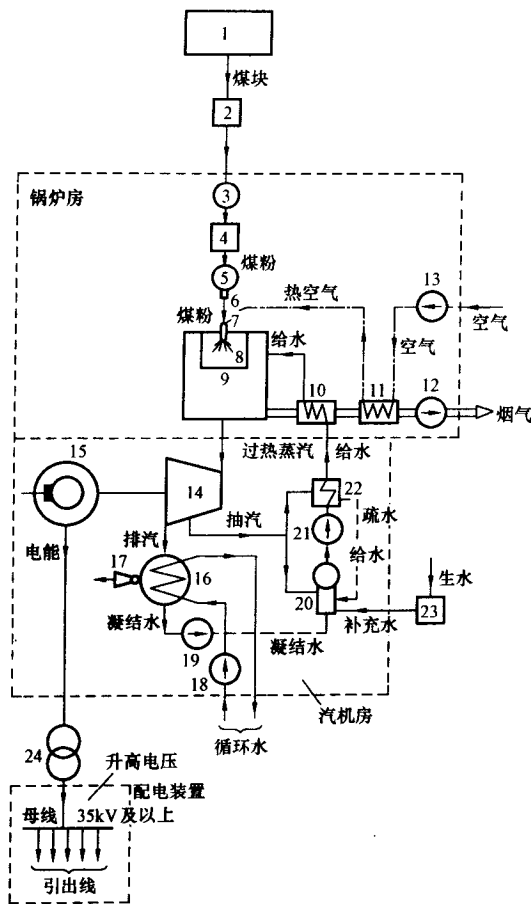 1
煤块
2
锅炉房
3
4
煤粉
5
6
热空气
13
煤粉
7
空气
给水
8
空气
9
10
11
12
烟气
过热蒸汽
给水
15
14
22
抽汽
疏水
21
电能
17
排汽
给水
生水
16
20
23
补充水
凝结水
19
凝结水
18
汽机房
循环水
24
升高电压
配电装置
母线
35kV及以上
引出线